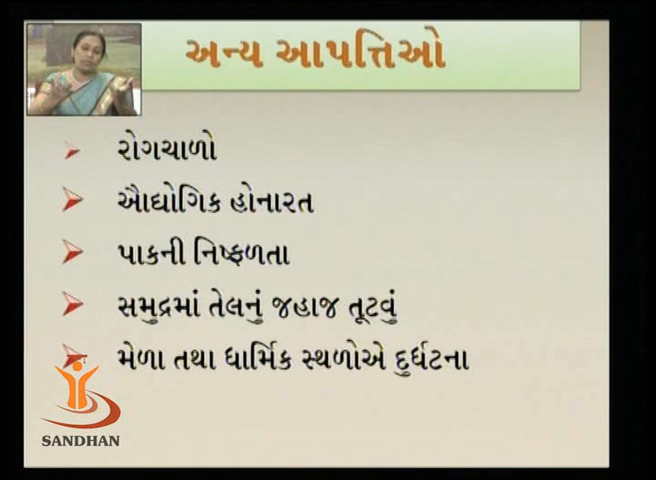 અન્ય આપત્તિઓ
રોગચાળો
ઔદ્યોગિક હોનારત
પાકની નિષ્ફળતા
સમુદ્રમાં તેલનું જહાજ તૂટવું
મેળા તથા ધાર્મિક સ્થળોએ દુર્ઘટના
SANDHAN